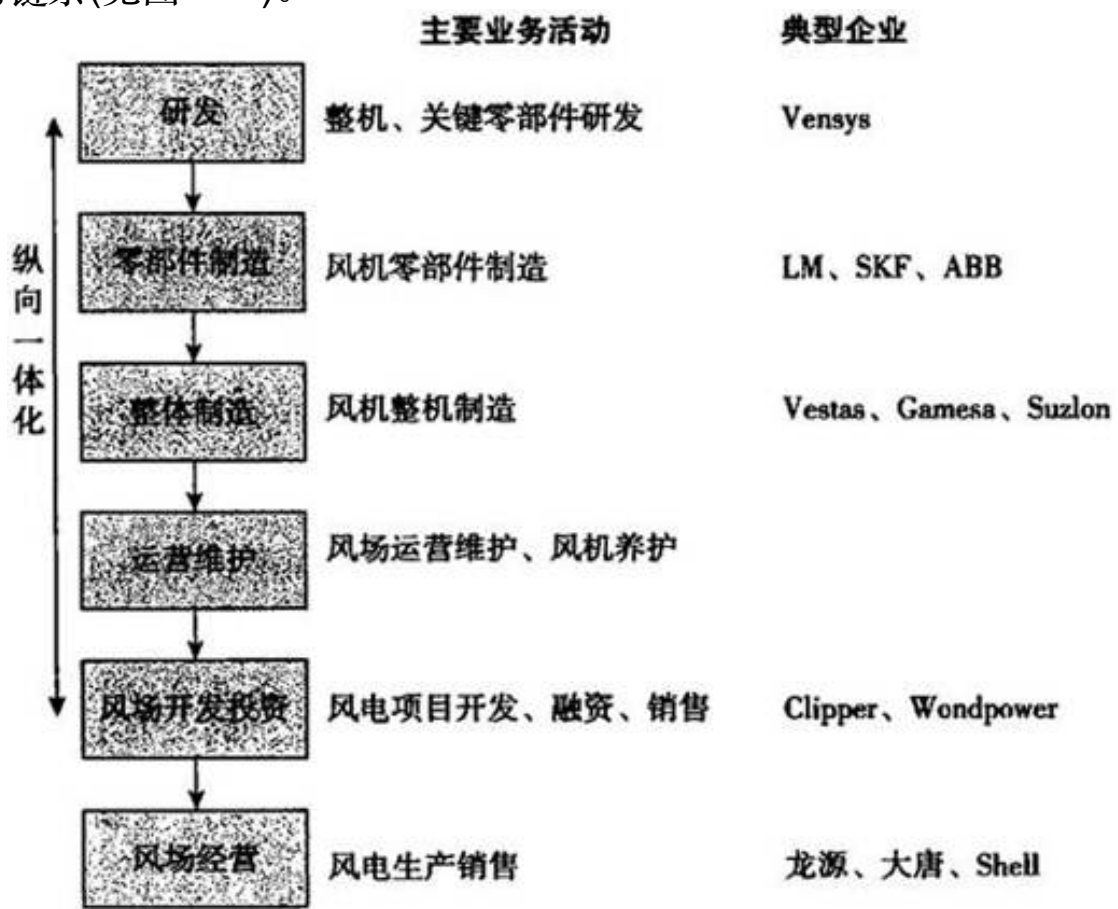 主要业务活动 典型企业
研发 整机、关键零部件研发 Vensys
零部件制造 风机零部件制造 LM、SKF、ABB
纵向一体化
整体制造 风机整机制造 Vestas、Gamesa、Suzlon
运营维护 风场运营维护、风机养护
风场开发投资 风电项目开发、融资、销售 Clipper、Wondpower
风场经营 风电生产销售 龙源、大唐、Shell